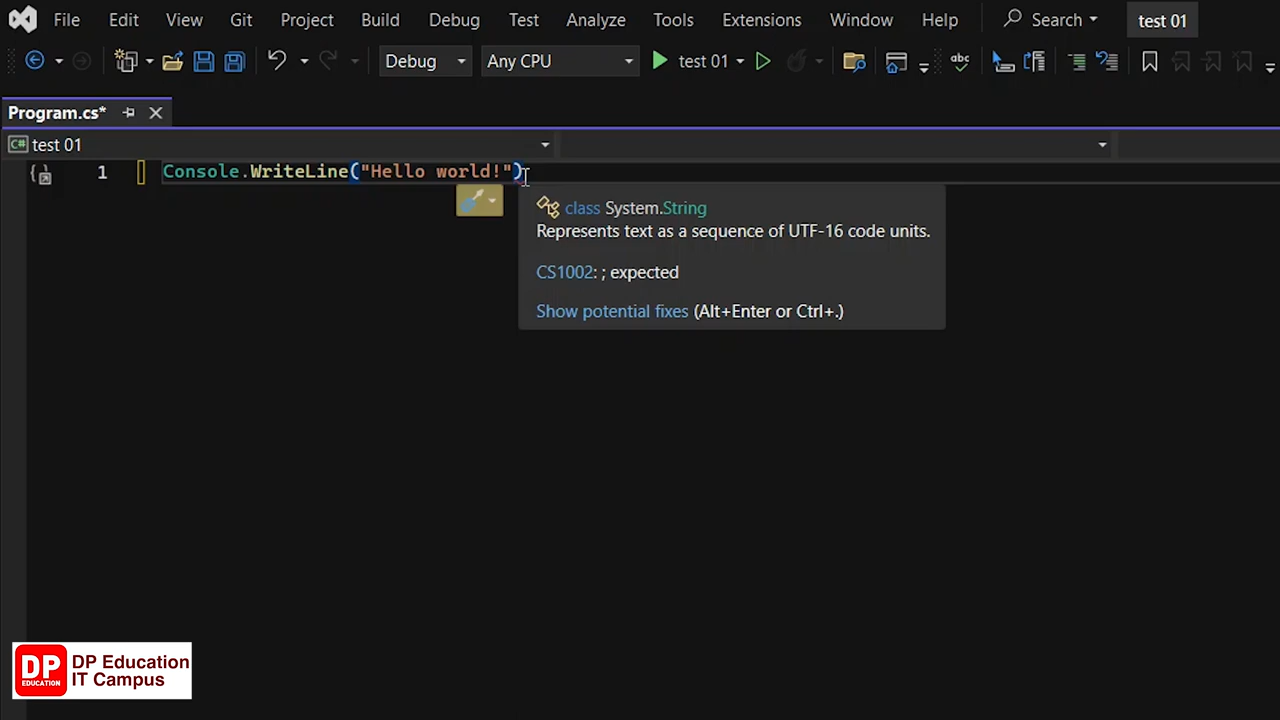 File Edit View Git Project Build Debug Test Analyze Tools Extensions Window Help Search test 01
Debug Any CPU test 01 abc
Program.cs*
C# test 01
1 Console.WriteLine("Hello world!")
class System.String
Represents text as a sequence of UTF-16 code units.
CS1002: ; expected
Show potential fixes (Alt+Enter or Ctrl+.)
DP EDUCATION
DP Education
IT Campus